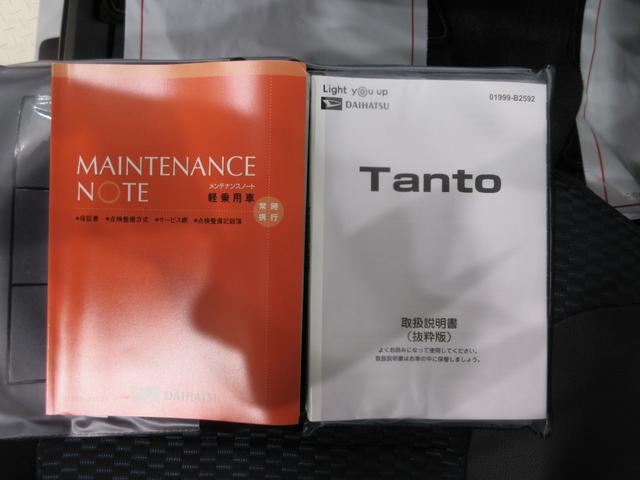 MAINTENANCE
NOTE
メンテナンスノート
軽乗用車
常時
携行
●保証書 ●点検整備方式 ●サービス網 ●点検整備記録簿
DAIHATSU
Light you up
DAIHATSU
01999-B2592
Tanto
取扱説明書
(抜粋版)
よくお読みになって使用してください。
取扱説明書はお車の中に保管しましょう。